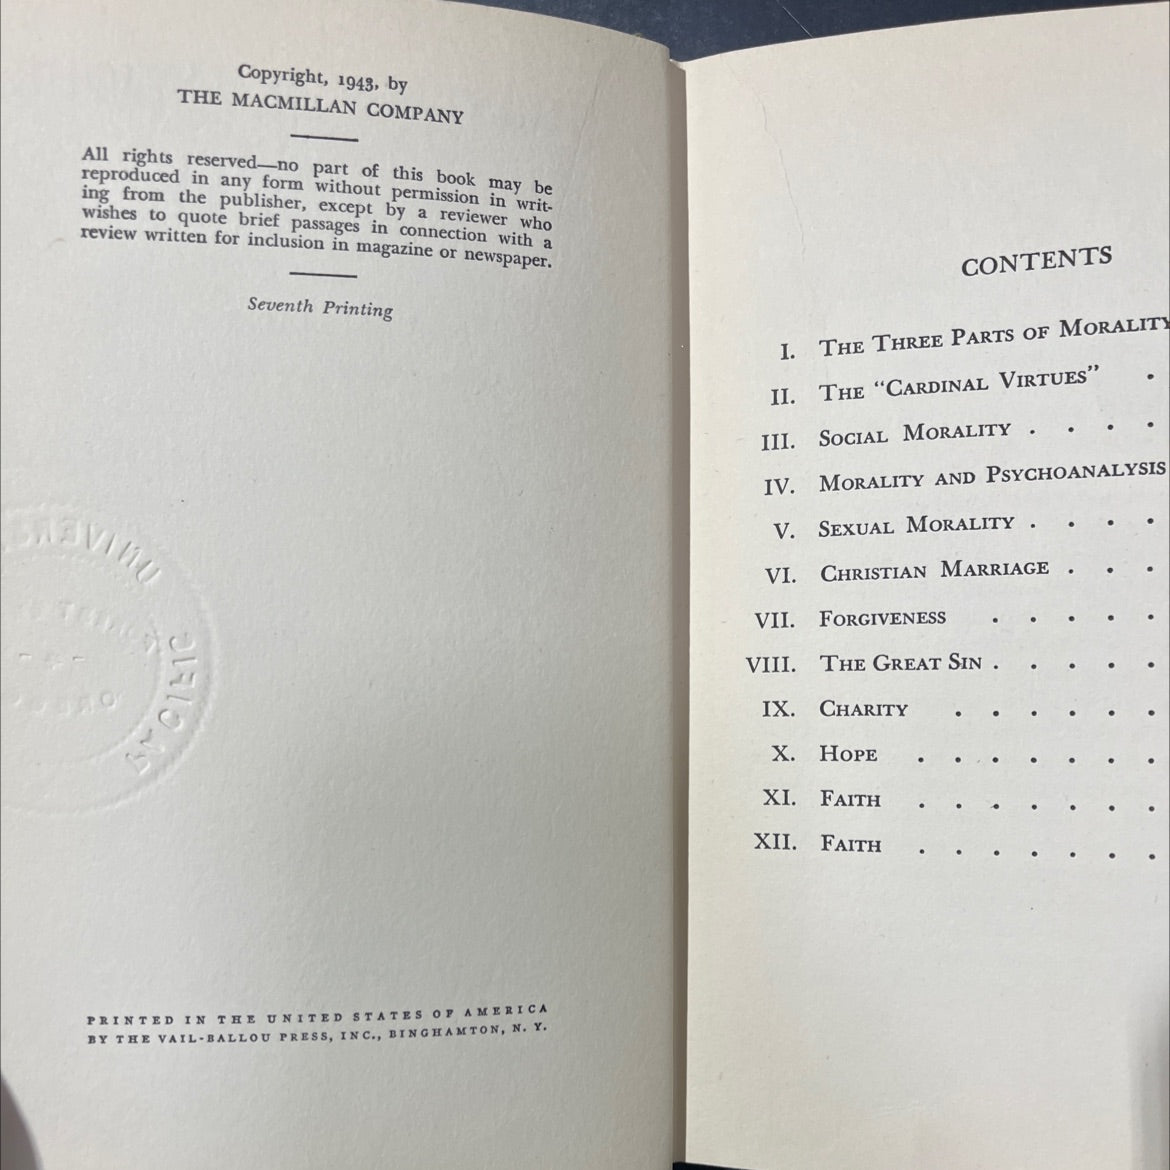 Copyright, 1943, by
THE MACMILLAN COMPANY
All rights reserved—no part of this book may be
reproduced in any form without permission in writ-
ing from the publisher, except by a reviewer who
wishes to quote brief passages in connection with a
review written for inclusion in magazine or newspaper.
Seventh Printing
PRINTED IN THE UNITED STATES OF AMERICA
BY THE VAIL-BALLOU PRESS, INC., BINGHAMTON, N. Y.
CONTENTS
I. THE THREE PARTS OF MORALITY
II. THE "CARDINAL VIRTUES" .
III. SOCIAL MORALITY . . . .
IV. MORALITY AND PSYCHOANALYSIS
V. SEXUAL MORALITY . . . .
VI. CHRISTIAN MARRIAGE . . .
VII. FORGIVENESS . . . . .
VIII. THE GREAT SIN . . . . .
IX. CHARITY . . . . . .
X. HOPE . . . . . . .
XI. FAITH . . . . . . .
XII. FAITH . . . . . . .